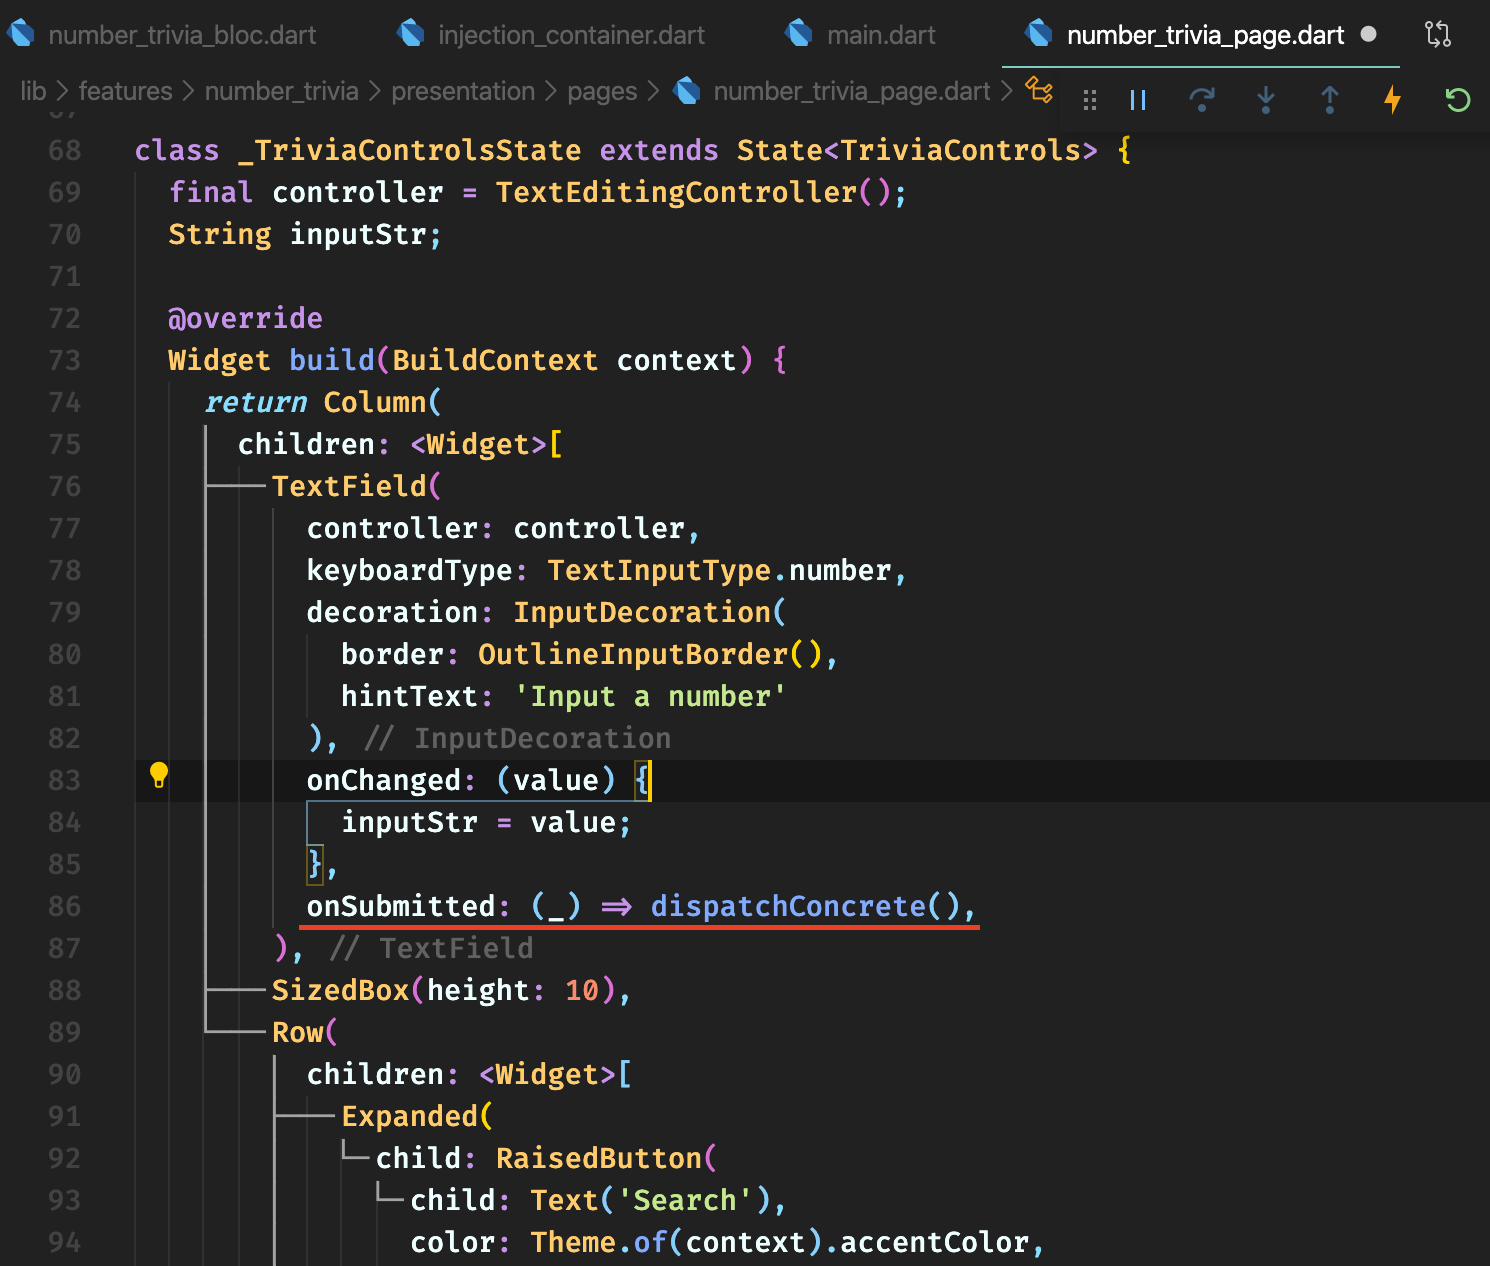 number_trivia_bloc.dart injection_container.dart main.dart number_trivia_page.dart
lib > features > number_trivia > presentation > pages > number_trivia_page.dart >
67
68 class _TriviaControlsState extends State<TriviaControls> {
69 final controller = TextEditingController();
70 String inputStr;
71
72 @override
73 Widget build(BuildContext context) {
74 return Column(
75 children: <Widget>[
76 TextField(
77 controller: controller,
78 keyboardType: TextInputType.number,
79 decoration: InputDecoration(
80 border: OutlineInputBorder(),
81 hintText: 'Input a number'
82 ), // InputDecoration
83 onChanged: (value) {
84 inputStr = value;
85 },
86 onSubmitted: (_) => dispatchConcrete(),
87 ), // TextField
88 SizedBox(height: 10),
89 Row(
90 children: <Widget>[
91 Expanded(
92 child: RaisedButton(
93 child: Text('Search'),
94 color: Theme.of(context).accentColor,